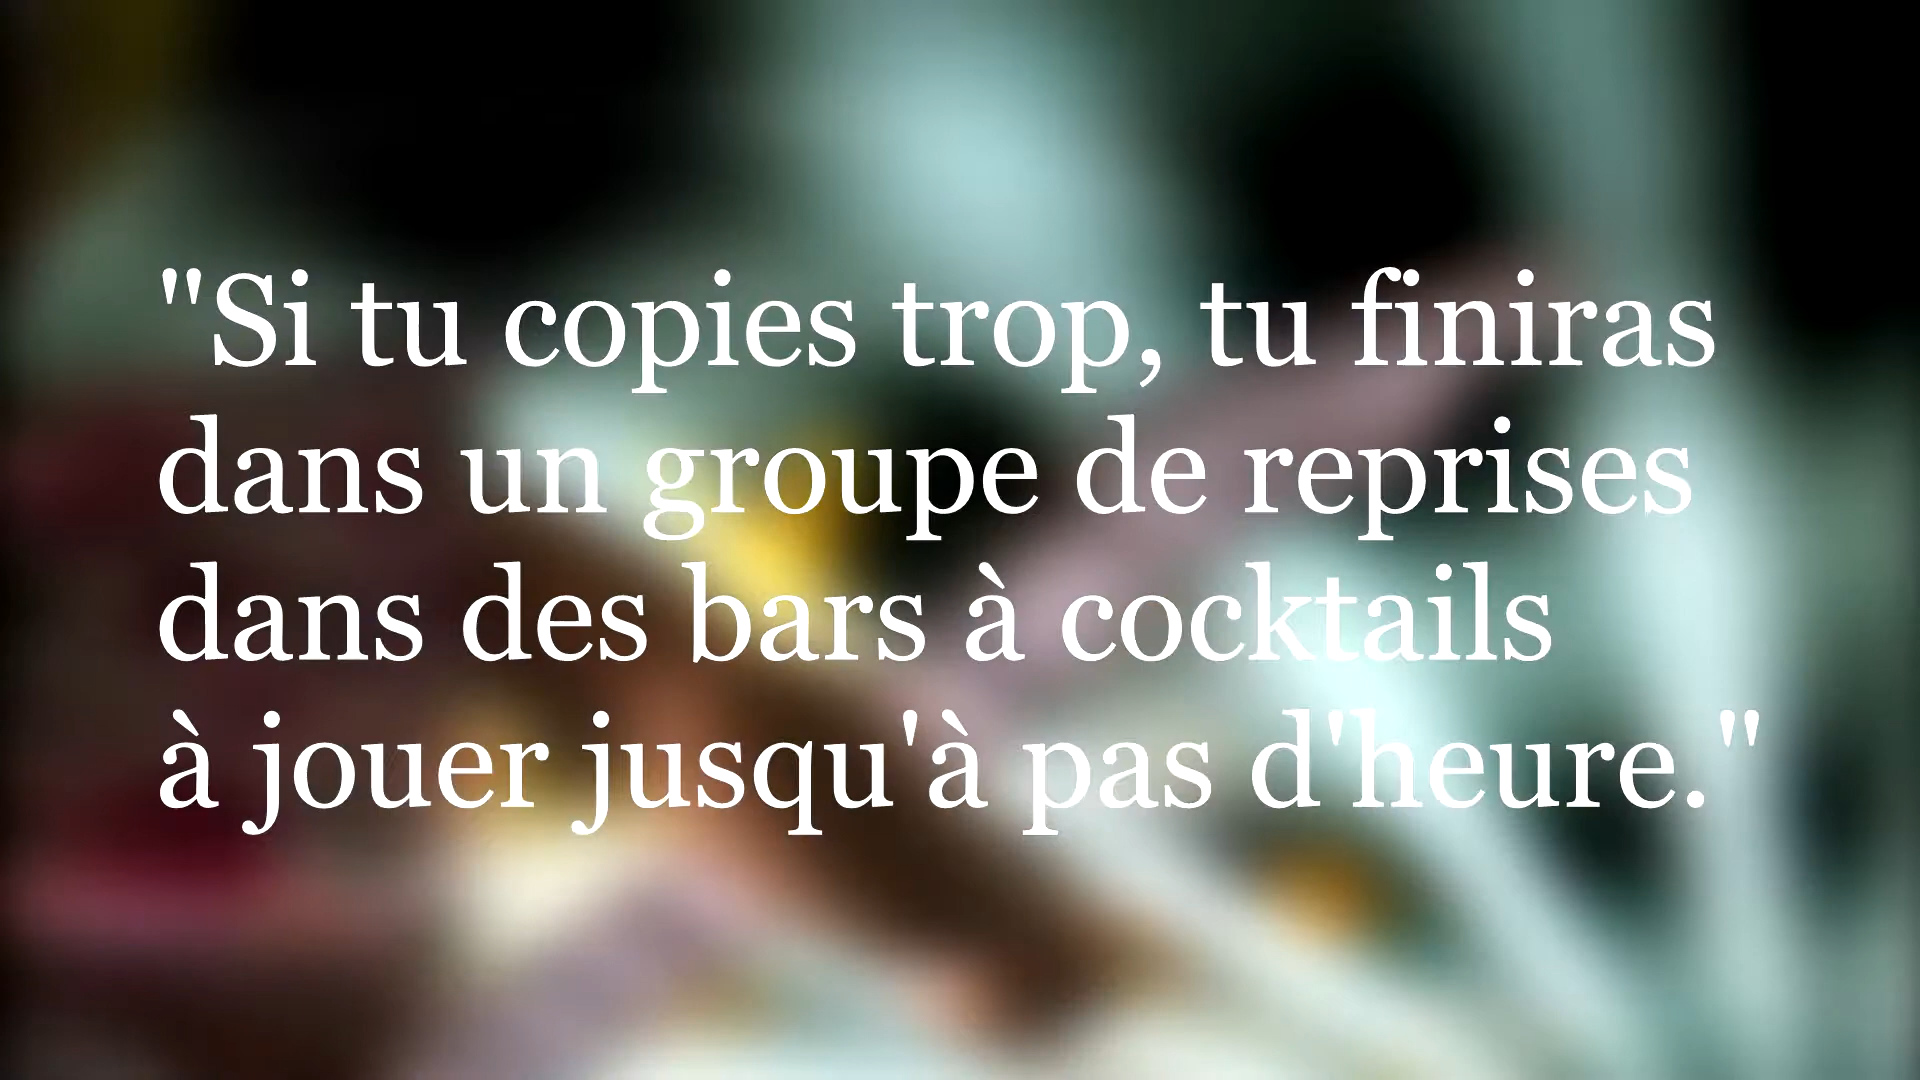 "Si tu copies trop, tu finiras
dans un groupe de reprises
dans des bars à cocktails
à jouer jusqu'à pas d'heure."